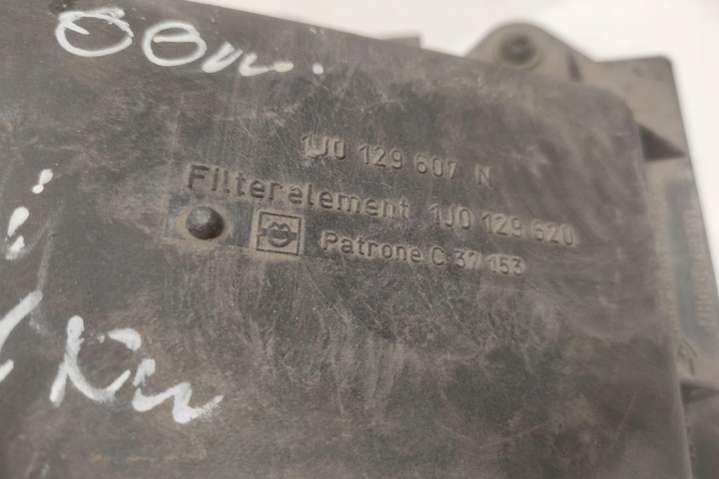 1J0 129 607 N
Filterelement 1J0 129 620
Patrone C 37 153